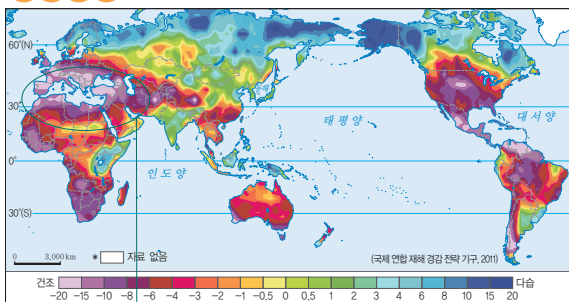 60°(N)
30°
0°
30°(S)
태평양
대서양
인도양
0 3,000 km
* 자료 없음
(국제 연합 재해 경감 전략 기구, 2011)
건조 다습
-20 -15 -10 -8 -6 -4 -3 -2 -1 -0.5 0 0.5 1 2 3 4 6 8 10 15 20